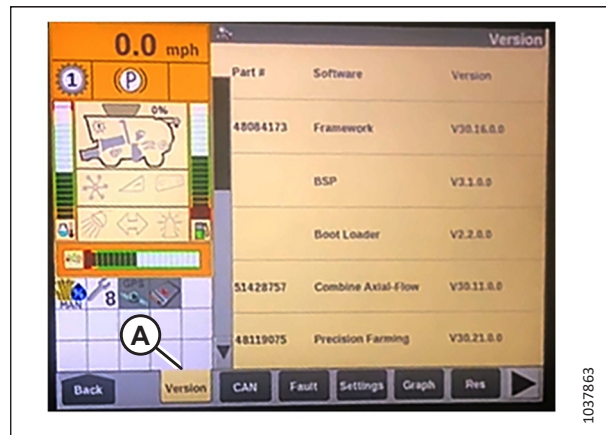 0.0 mph
Version
1
P
Part # Software Version
0%
48084173 Framework V30.16.0.0
BSP V3.1.0.0
Boot Loader V2.2.0.0
GPS
MAN 8
51428757 Combine Axial-Flow V30.11.0.0
48119075 Precision Farming V30.21.0.0
A
Back Version CAN Fault Settings Graph Res
1037863